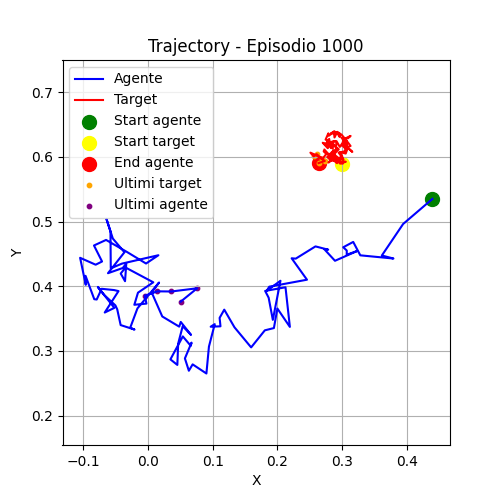 Trajectory - Episodio 1000
Agente
Target
Start agente
Start target
End agente
Ultimi target
Ultimi agente
0.7
0.6
0.5
0.4
0.3
0.2
Y
−0.1
0.0
0.1
0.2
0.3
0.4
X